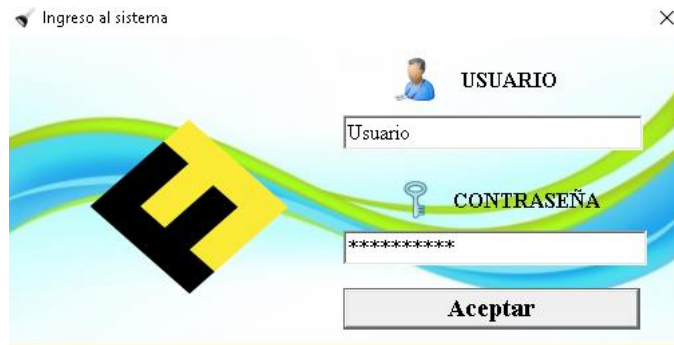 Ingreso al sistema
USUARIO
Usuario
CONTRASEÑA
**********
Aceptar